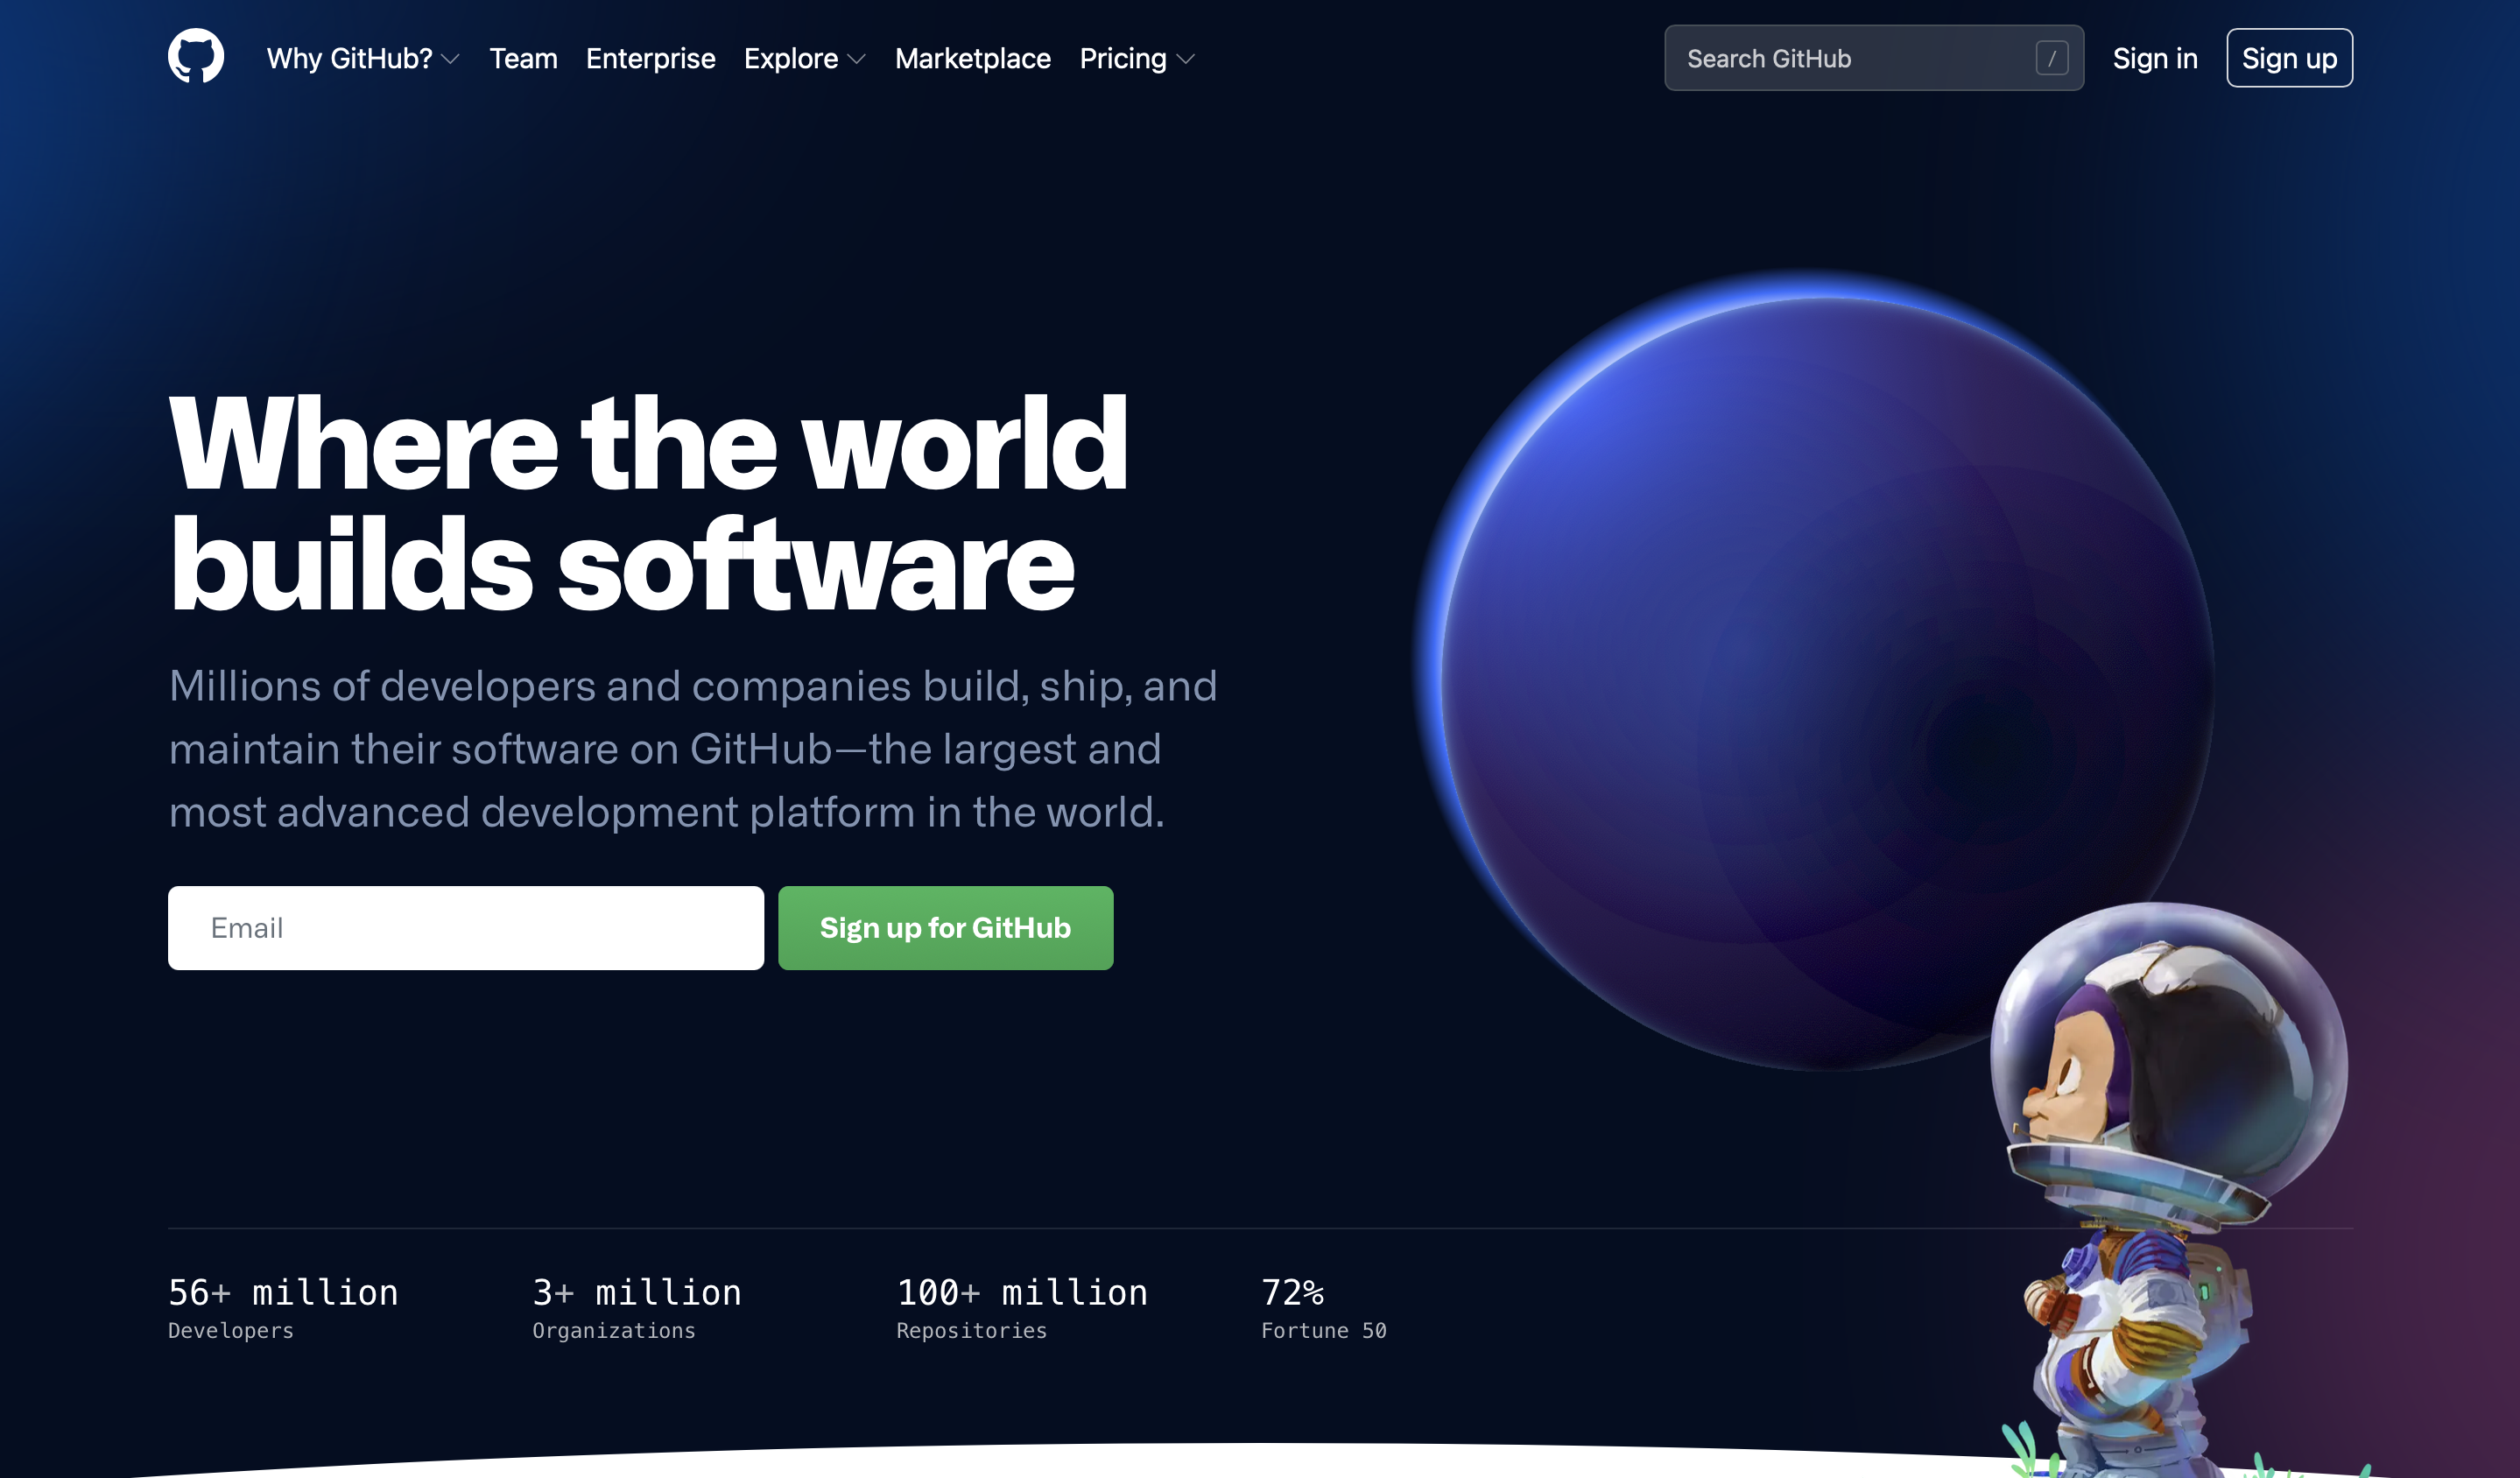 Why GitHub? Team Enterprise Explore Marketplace Pricing Search GitHub / Sign in Sign up
Where the world
builds software
Millions of developers and companies build, ship, and
maintain their software on GitHub—the largest and
most advanced development platform in the world.
Email Sign up for GitHub
56+ million 3+ million 100+ million 72%
Developers Organizations Repositories Fortune 50